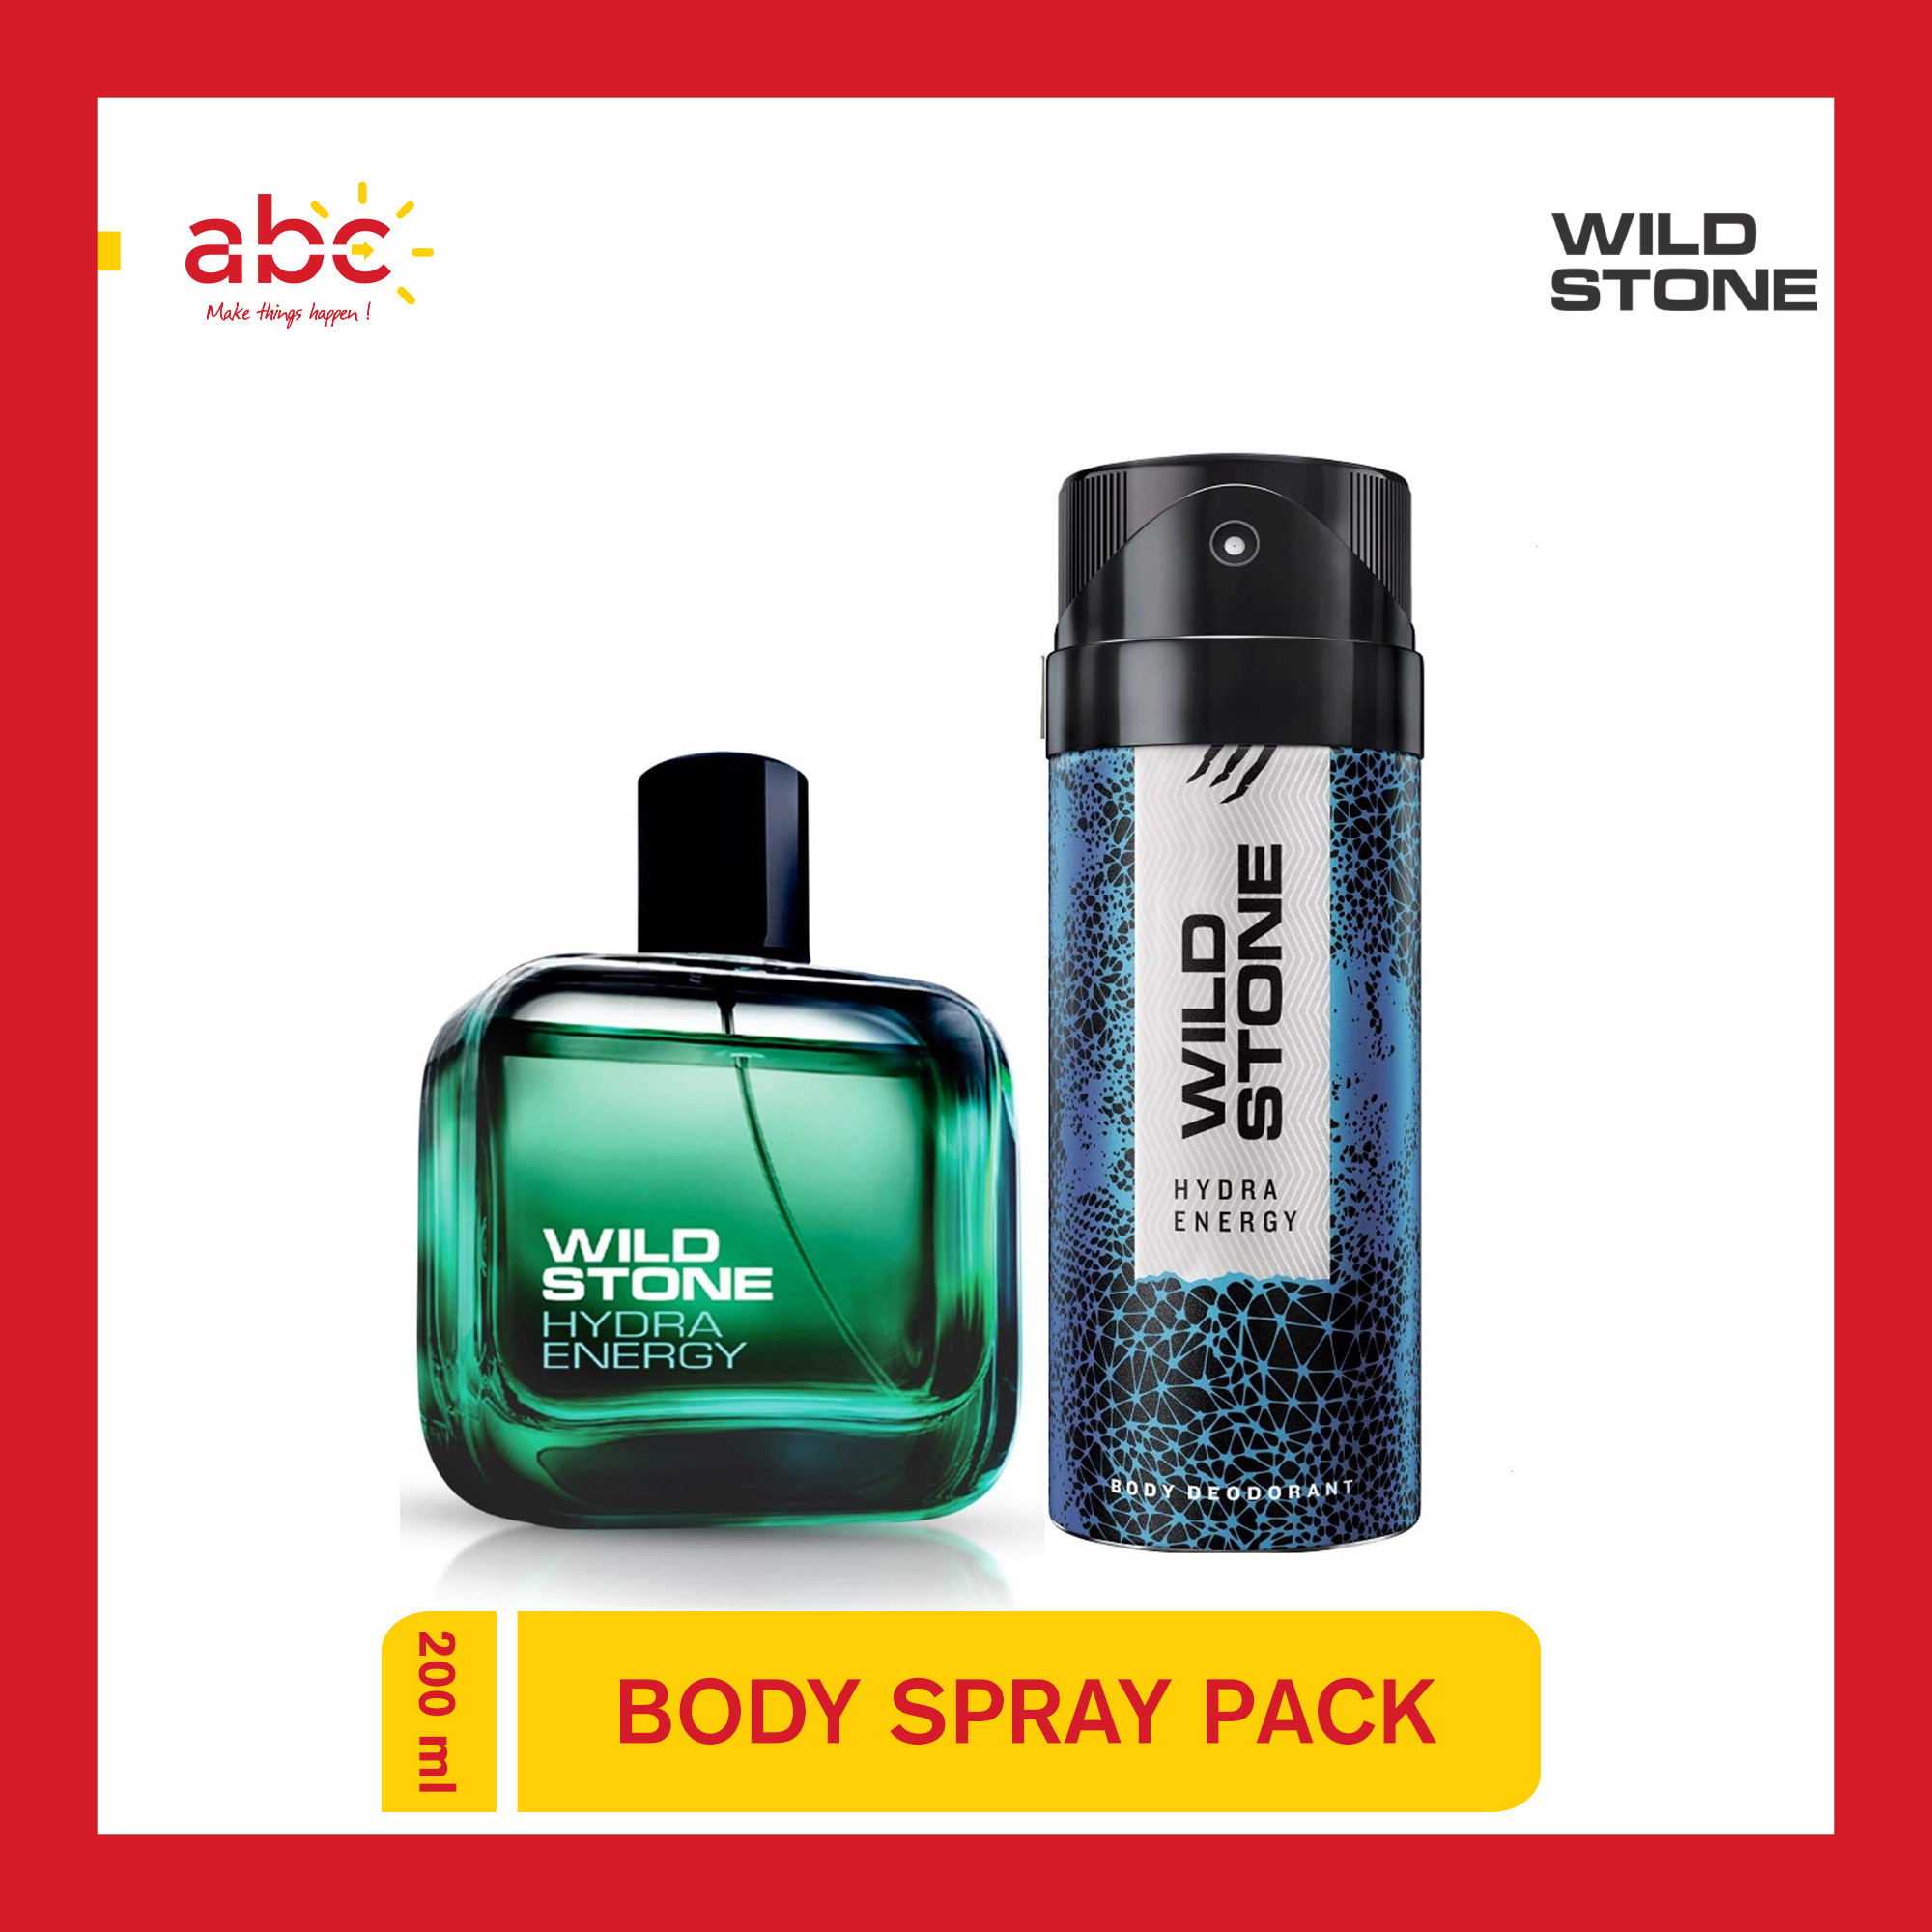 abc
Make things happen !
WILD
STONE
WILD
STONE
HYDRA
ENERGY
WILD
STONE
HYDRA
ENERGY
BODY DEODORANT
200 ml
BODY SPRAY PACK